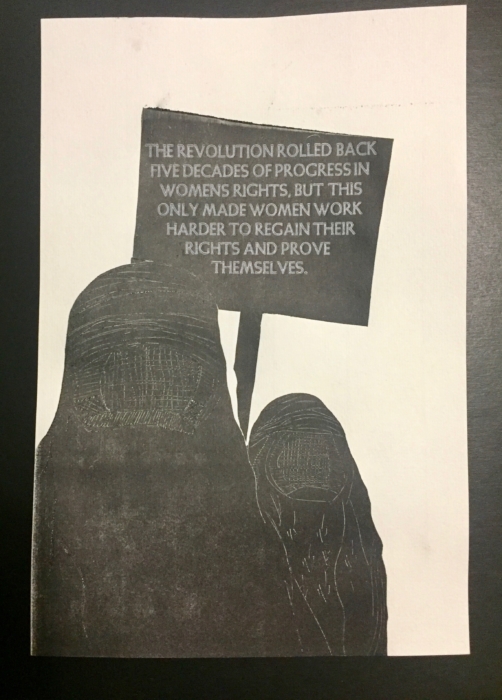 THE REVOLUTION ROLLED BACK
FIVE DECADES OF PROGRESS IN
WOMENS RIGHTS, BUT THIS
ONLY MADE WOMEN WORK
HARDER TO REGAIN THEIR
RIGHTS AND PROVE
THEMSELVES.